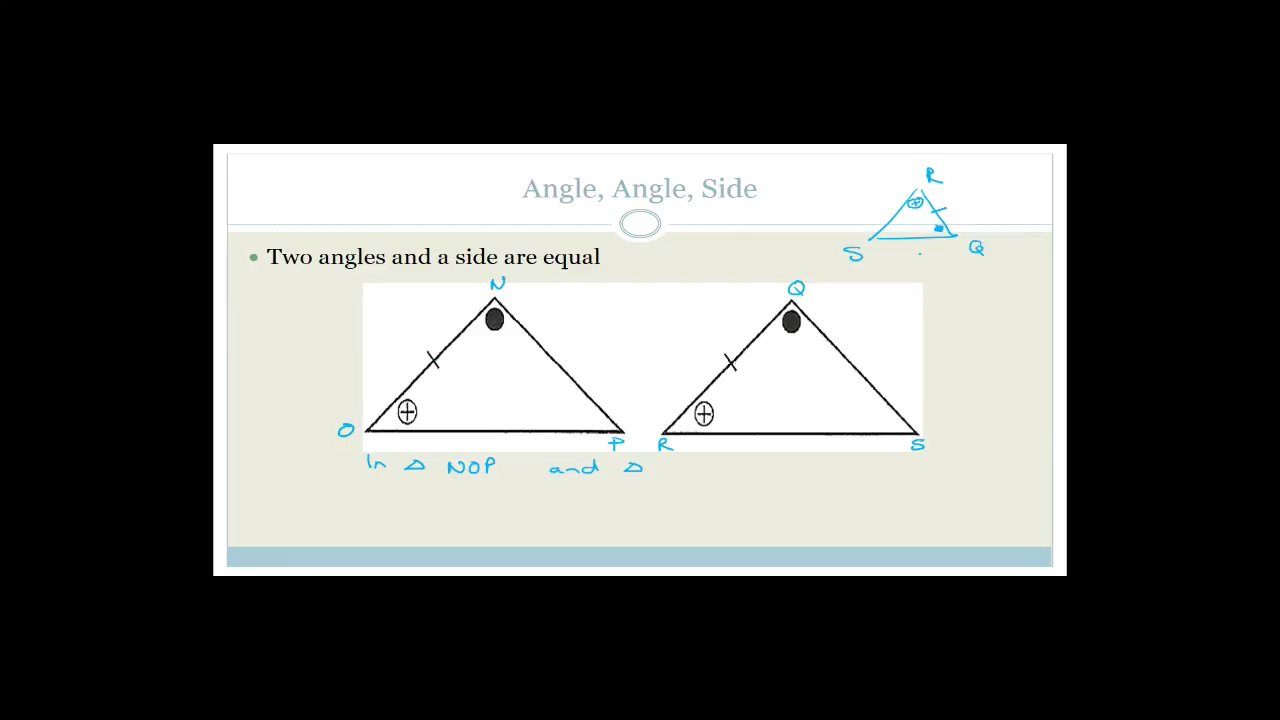 Angle, Angle, Side
R
S Q
• Two angles and a side are equal
N Q
O P R S
In △ NOP and △